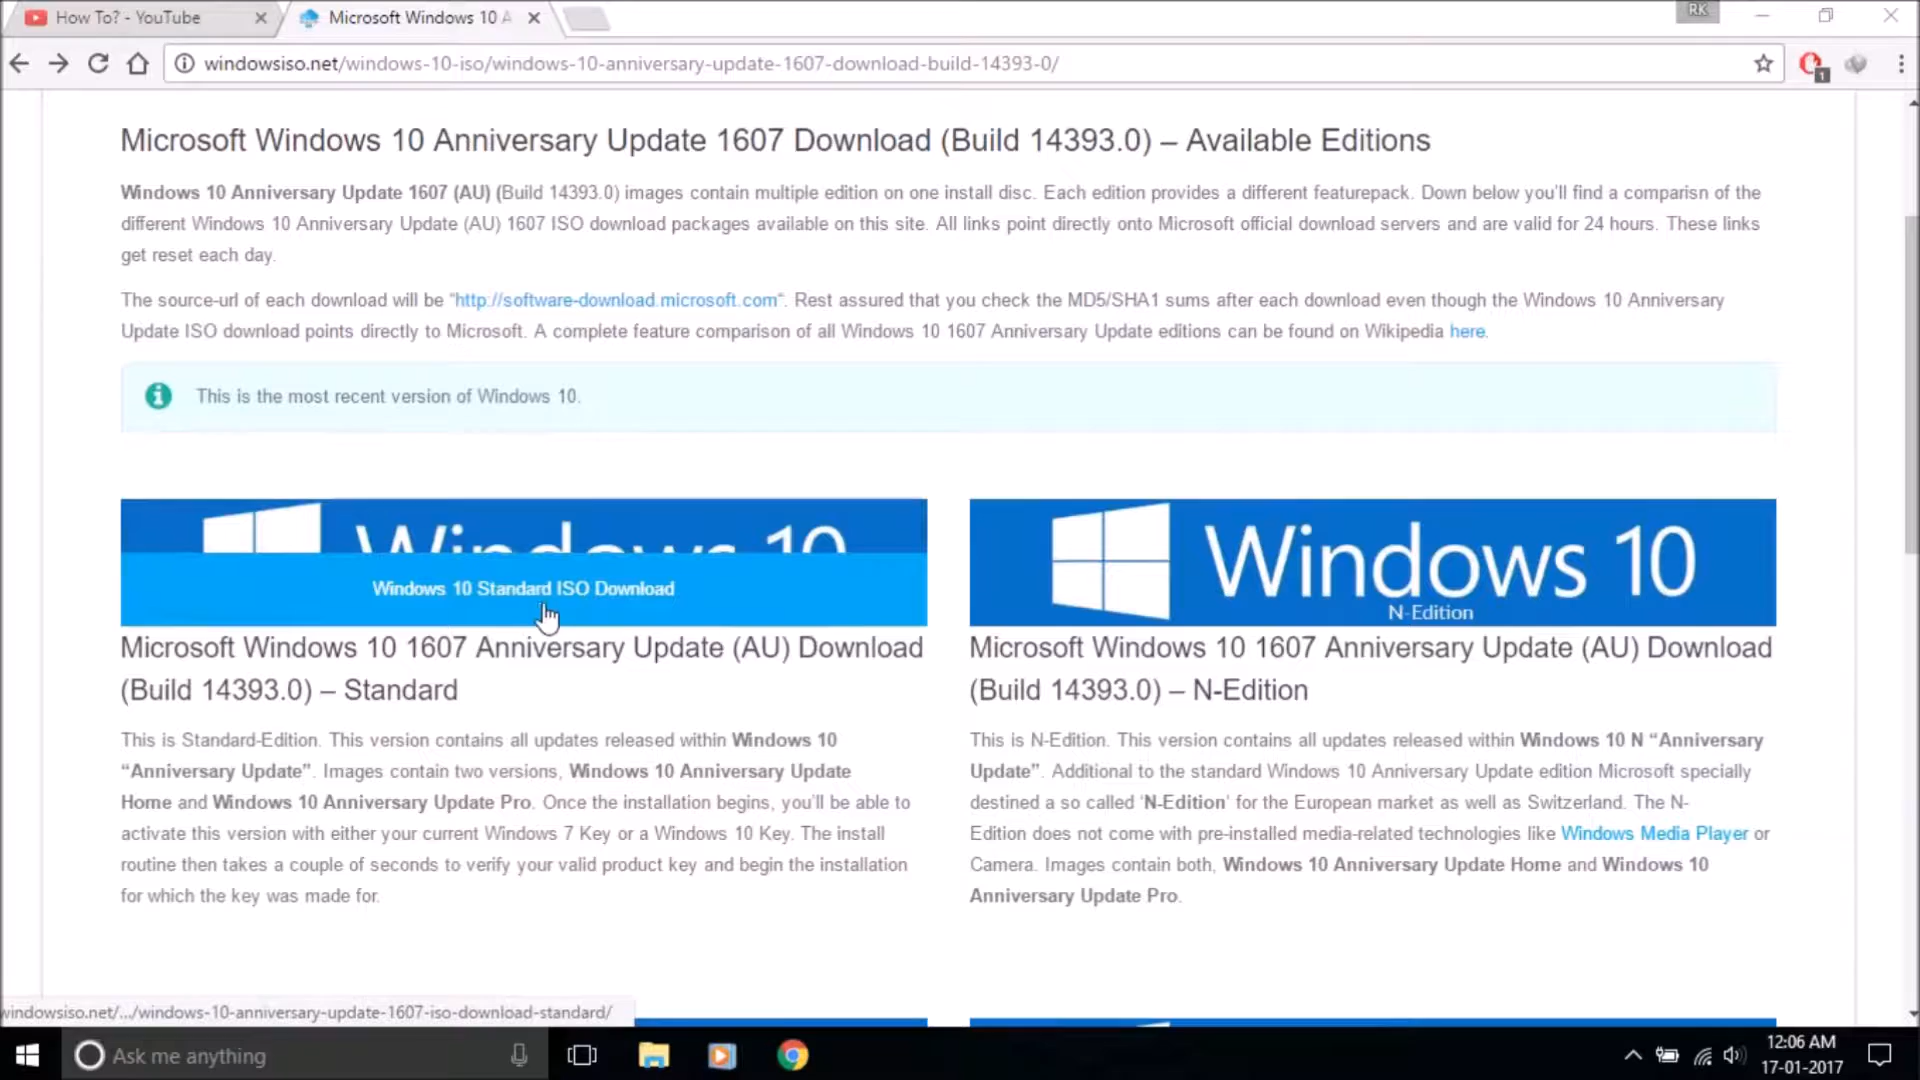 How To? - YouTube
Microsoft Windows 10 A
RK
windowsiso.net/windows-10-iso/windows-10-anniversary-update-1607-download-build-14393-0/
1
Microsoft Windows 10 Anniversary Update 1607 Download (Build 14393.0) – Available Editions
Windows 10 Anniversary Update 1607 (AU) (Build 14393.0) images contain multiple edition on one install disc. Each edition provides a different featurepack. Down below you'll find a comparisn of the
different Windows 10 Anniversary Update (AU) 1607 ISO download packages available on this site. All links point directly onto Microsoft official download servers and are valid for 24 hours. These links
get reset each day.
The source-url of each download will be “http://software-download.microsoft.com“. Rest assured that you check the MD5/SHA1 sums after each download even though the Windows 10 Anniversary
Update ISO download points directly to Microsoft. A complete feature comparison of all Windows 10 1607 Anniversary Update editions can be found on Wikipedia here.
This is the most recent version of Windows 10.
Windows 10
Windows 10 Standard ISO Download
Microsoft Windows 10 1607 Anniversary Update (AU) Download
(Build 14393.0) – Standard
This is Standard-Edition. This version contains all updates released within Windows 10
“Anniversary Update”. Images contain two versions, Windows 10 Anniversary Update
Home and Windows 10 Anniversary Update Pro. Once the installation begins, you'll be able to
activate this version with either your current Windows 7 Key or a Windows 10 Key. The install
routine then takes a couple of seconds to verify your valid product key and begin the installation
for which the key was made for.
Windows 10
N-Edition
Microsoft Windows 10 1607 Anniversary Update (AU) Download
(Build 14393.0) – N-Edition
This is N-Edition. This version contains all updates released within Windows 10 N “Anniversary
Update”. Additional to the standard Windows 10 Anniversary Update edition Microsoft specially
destined a so called ‘N-Edition’ for the European market as well as Switzerland. The N-
Edition does not come with pre-installed media-related technologies like Windows Media Player or
Camera. Images contain both, Windows 10 Anniversary Update Home and Windows 10
Anniversary Update Pro.
windowsiso.net/.../windows-10-anniversary-update-1607-iso-download-standard/
Ask me anything
12:06 AM
17-01-2017